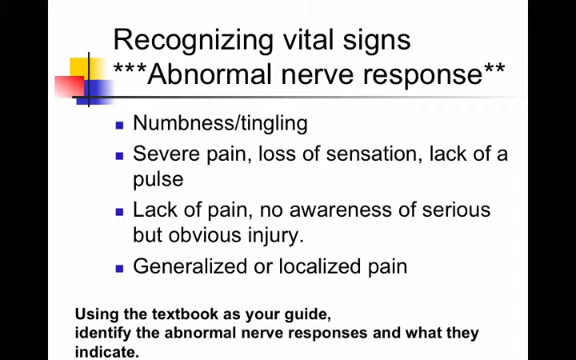 Recognizing vital signs
***Abnormal nerve response**
Numbness/tingling
Severe pain, loss of sensation, lack of a
pulse
Lack of pain, no awareness of serious
but obvious injury.
Generalized or localized pain
Using the textbook as your guide,
identify the abnormal nerve responses and what they
indicate.